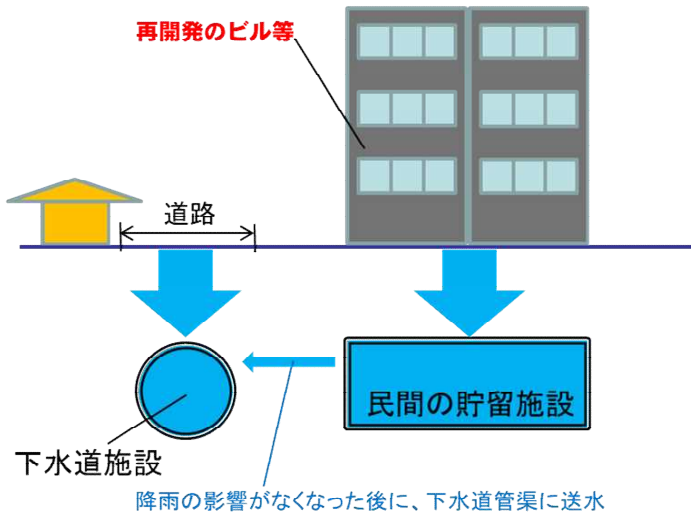 再開発のビル等
道路
民間の貯留施設
下水道施設
降雨の影響がなくなった後に、下水道管渠に送水